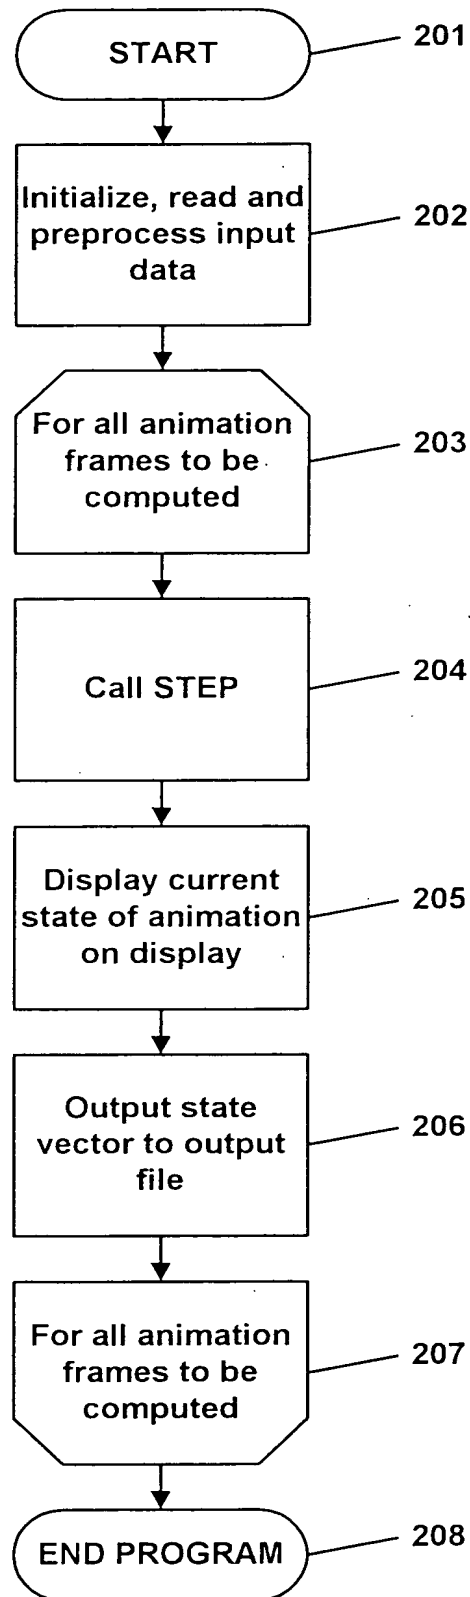 START
201
Initialize, read and
preprocess input
data
202
For all animation
frames to be
computed
203
Call STEP
204
Display current
state of animation
on display
205
Output state
vector to output
file
206
For all animation
frames to be
computed
207
END PROGRAM
208